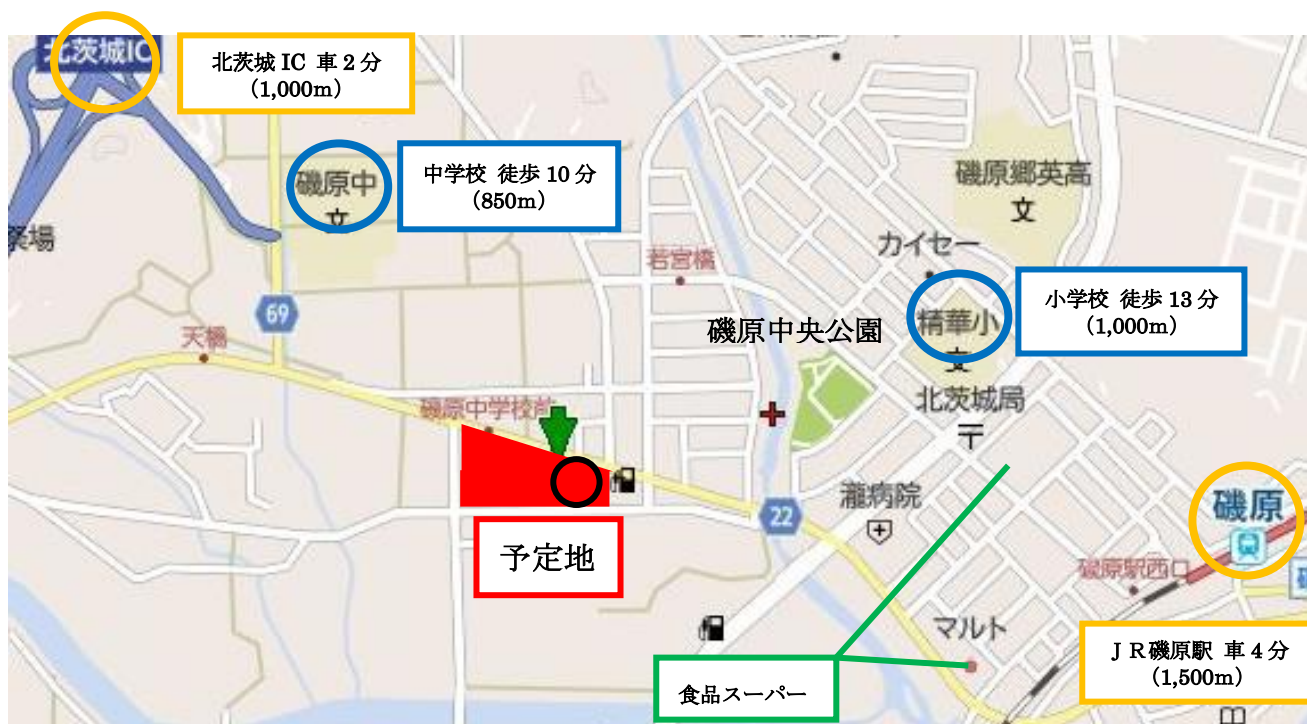 北茨城IC
北茨城 IC 車 2 分
(1,000m)
磯原中
文
中学校 徒歩 10 分
(850m)
祭場
69
天橋
若宮橋
磯原郷英高
文
カイセー
小学校 徒歩 13 分
(1,000m)
精華小
文
磯原中央公園
北茨城局
〒
磯原中学校前
予定地
22
瀧病院
磯原
磯原駅西口
マルト
ＪＲ磯原駅 車 4 分
(1,500m)
食品スーパー